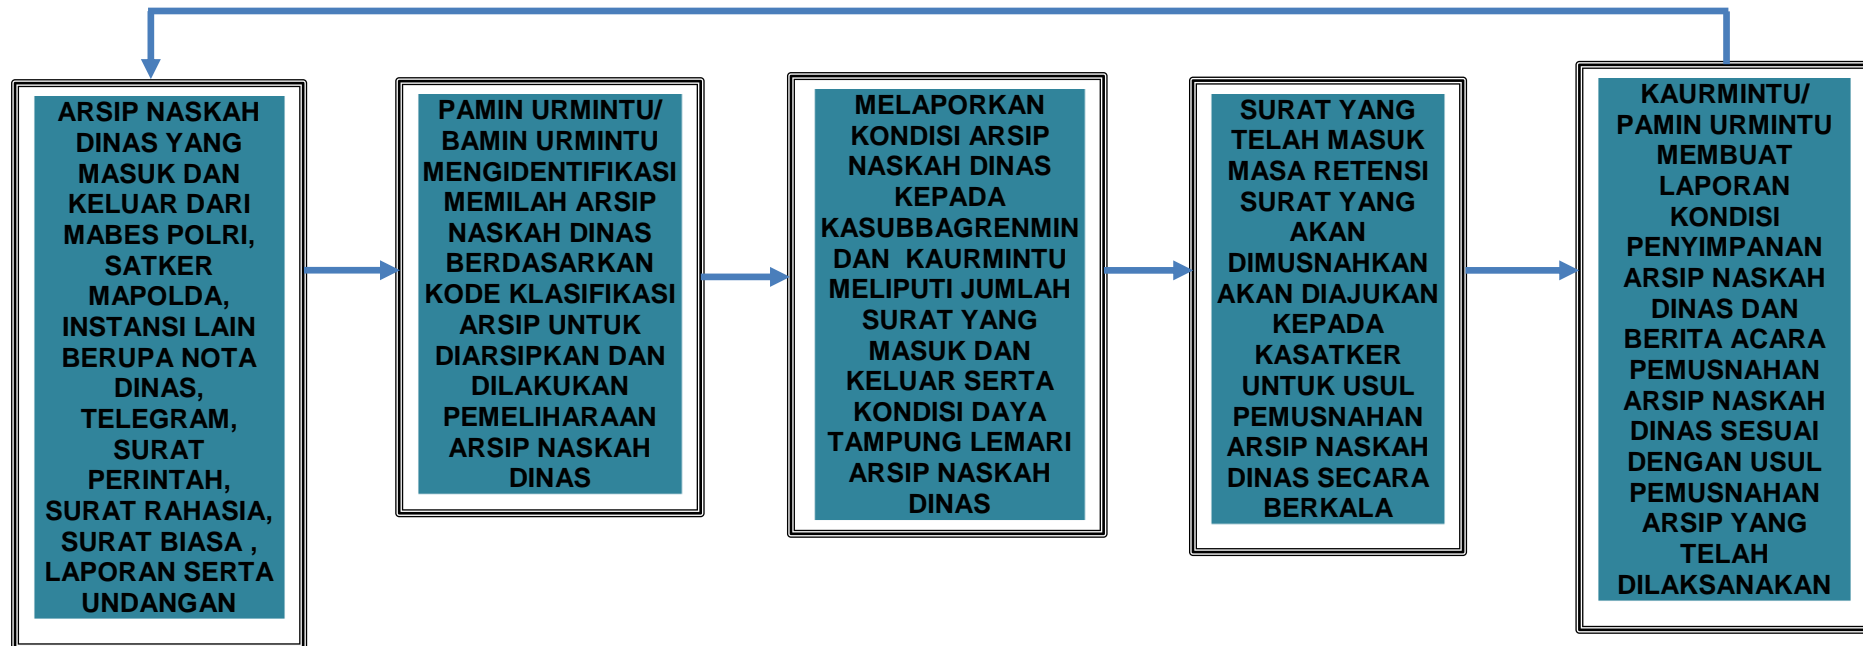 ARSIP NASKAH
DINAS YANG
MASUK DAN
KELUAR DARI
MABES POLRI,
SATKER
MAPOLDA,
INSTANSI LAIN
BERUPA NOTA
DINAS,
TELEGRAM,
SURAT
PERINTAH,
SURAT RAHASIA,
SURAT BIASA ,
LAPORAN SERTA
UNDANGAN
PAMIN URMINTU/
BAMIN URMINTU
MENGIDENTIFIKASI
MEMILAH ARSIP
NASKAH DINAS
BERDASARKAN
KODE KLASIFIKASI
ARSIP UNTUK
DIARSIPKAN DAN
DILAKUKAN
PEMELIHARAAN
ARSIP NASKAH
DINAS
MELAPORKAN
KONDISI ARSIP
NASKAH DINAS
KEPADA
KASUBBAGRENMIN
DAN KAURMINTU
MELIPUTI JUMLAH
SURAT YANG
MASUK DAN
KELUAR SERTA
KONDISI DAYA
TAMPUNG LEMARI
ARSIP NASKAH
DINAS
SURAT YANG
TELAH MASUK
MASA RETENSI
SURAT YANG
AKAN
DIMUSNAHKAN
AKAN DIAJUKAN
KEPADA
KASATKER
UNTUK USUL
PEMUSNAHAN
ARSIP NASKAH
DINAS SECARA
BERKALA
KAURMINTU/
PAMIN URMINTU
MEMBUAT
LAPORAN
KONDISI
PENYIMPANAN
ARSIP NASKAH
DINAS DAN
BERITA ACARA
PEMUSNAHAN
ARSIP NASKAH
DINAS SESUAI
DENGAN USUL
PEMUSNAHAN
ARSIP YANG
TELAH
DILAKSANAKAN